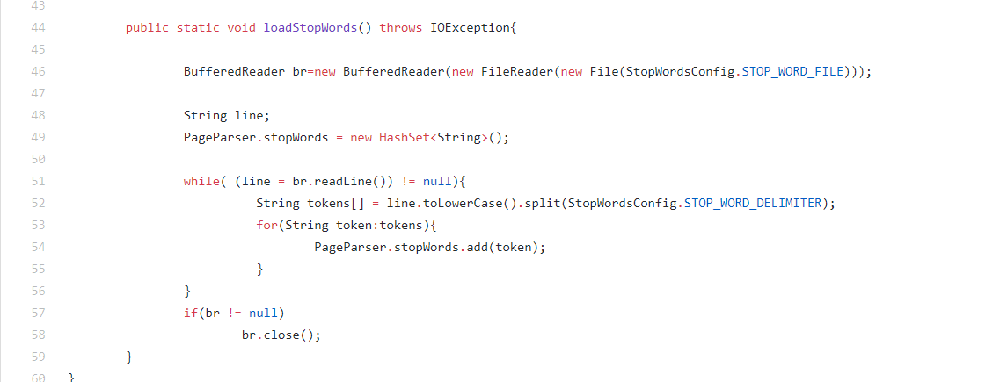 43
44 public static void loadStopWords() throws IOException{
45
46 BufferedReader br=new BufferedReader(new FileReader(new File(StopWordsConfig.STOP_WORD_FILE)));
47
48 String line;
49 PageParser.stopWords = new HashSet<String>();
50
51 while( (line = br.readLine()) != null){
52 String tokens[] = line.toLowerCase().split(StopWordsConfig.STOP_WORD_DELIMITER);
53 for(String token:tokens){
54 PageParser.stopWords.add(token);
55 }
56 }
57 if(br != null)
58 br.close();
59 }
60 }